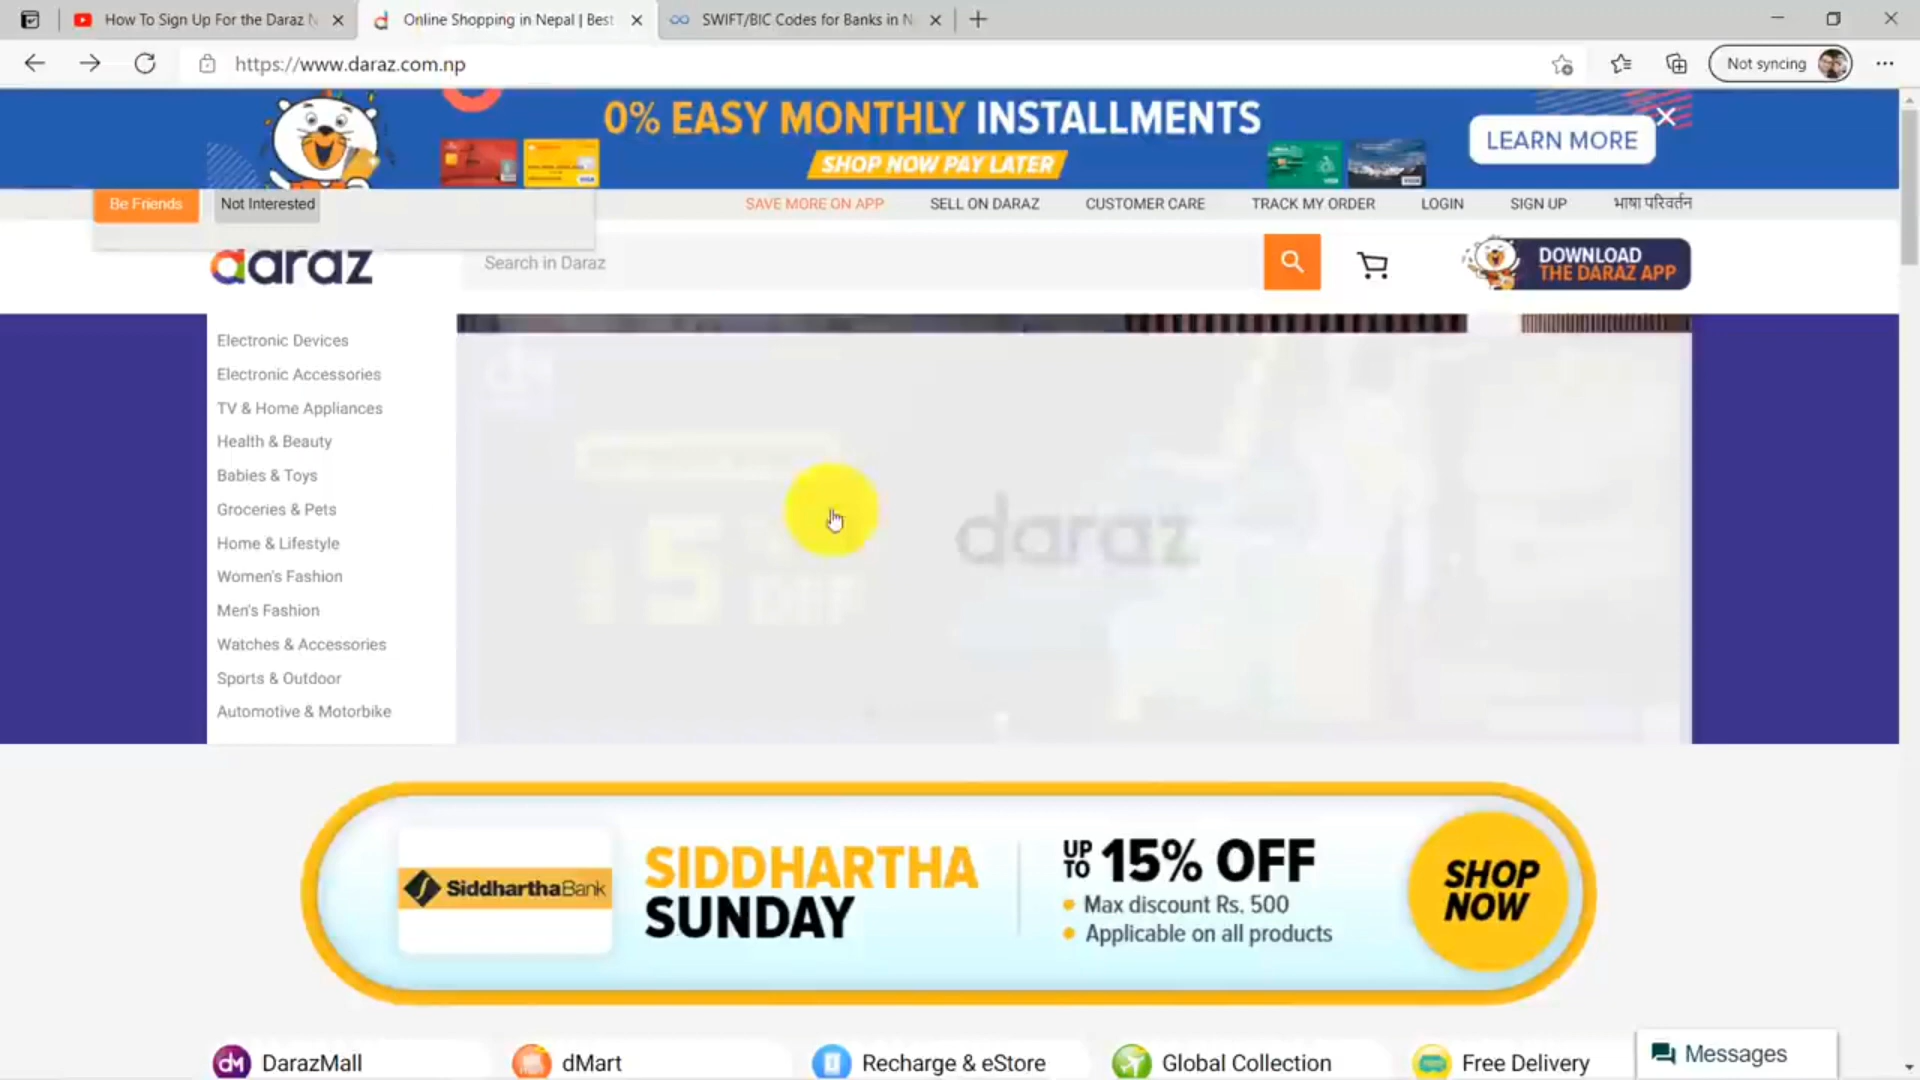 How To Sign Up For the Daraz N
Online Shopping in Nepal | Best
SWIFT/BIC Codes for Banks in N
https://www.daraz.com.np
Not syncing
0% EASY MONTHLY INSTALLMENTS
SHOP NOW PAY LATER
LEARN MORE
Be Friends
Not Interested
SAVE MORE ON APP
SELL ON DARAZ
CUSTOMER CARE
TRACK MY ORDER
LOGIN
SIGN UP
भाषा परिवर्तन
daraz
Search in Daraz
DOWNLOAD
THE DARAZ APP
Electronic Devices
Electronic Accessories
TV & Home Appliances
Health & Beauty
Babies & Toys
Groceries & Pets
Home & Lifestyle
Women's Fashion
Men's Fashion
Watches & Accessories
Sports & Outdoor
Automotive & Motorbike
daraz
5
SiddharthaBank
SIDDHARTHA
SUNDAY
UP TO 15% OFF
Max discount Rs. 500
Applicable on all products
SHOP
NOW
DarazMall
dMart
Recharge & eStore
Global Collection
Free Delivery
Messages